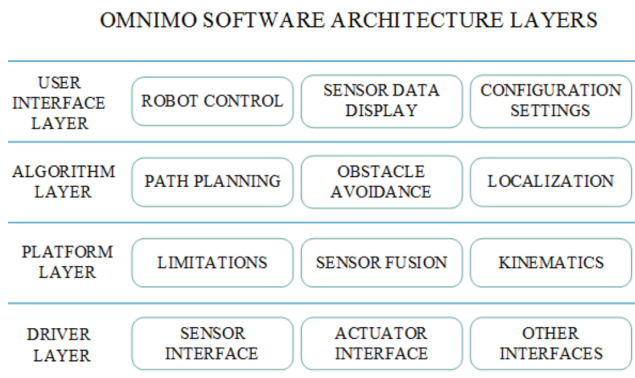 OMNIMO SOFTWARE ARCHITECTURE LAYERS
USER
INTERFACE
LAYER
ROBOT CONTROL
SENSOR DATA
DISPLAY
CONFIGURATION
SETTINGS
ALGORITHM
LAYER
PATH PLANNING
OBSTACLE
AVOIDANCE
LOCALIZATION
PLATFORM
LAYER
LIMITATIONS
SENSOR FUSION
KINEMATICS
DRIVER
LAYER
SENSOR
INTERFACE
ACTUATOR
INTERFACE
OTHER
INTERFACES